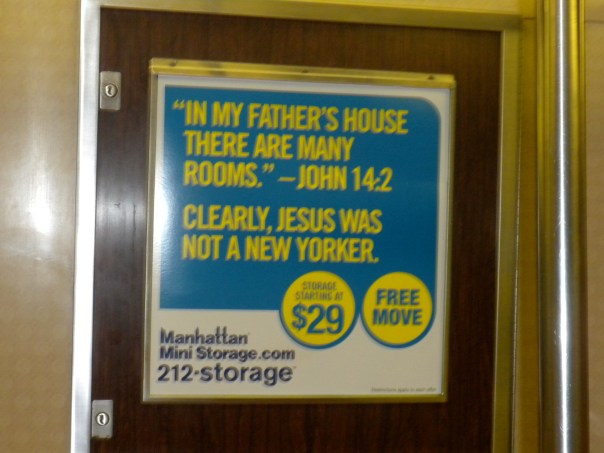 “IN MY FATHER'S HOUSE
THERE ARE MANY
ROOMS.” —JOHN 14:2
CLEARLY, JESUS WAS
NOT A NEW YORKER.
STORAGE
STARTING AT
$29
FREE
MOVE
Manhattan
Mini Storage.com
212-storage